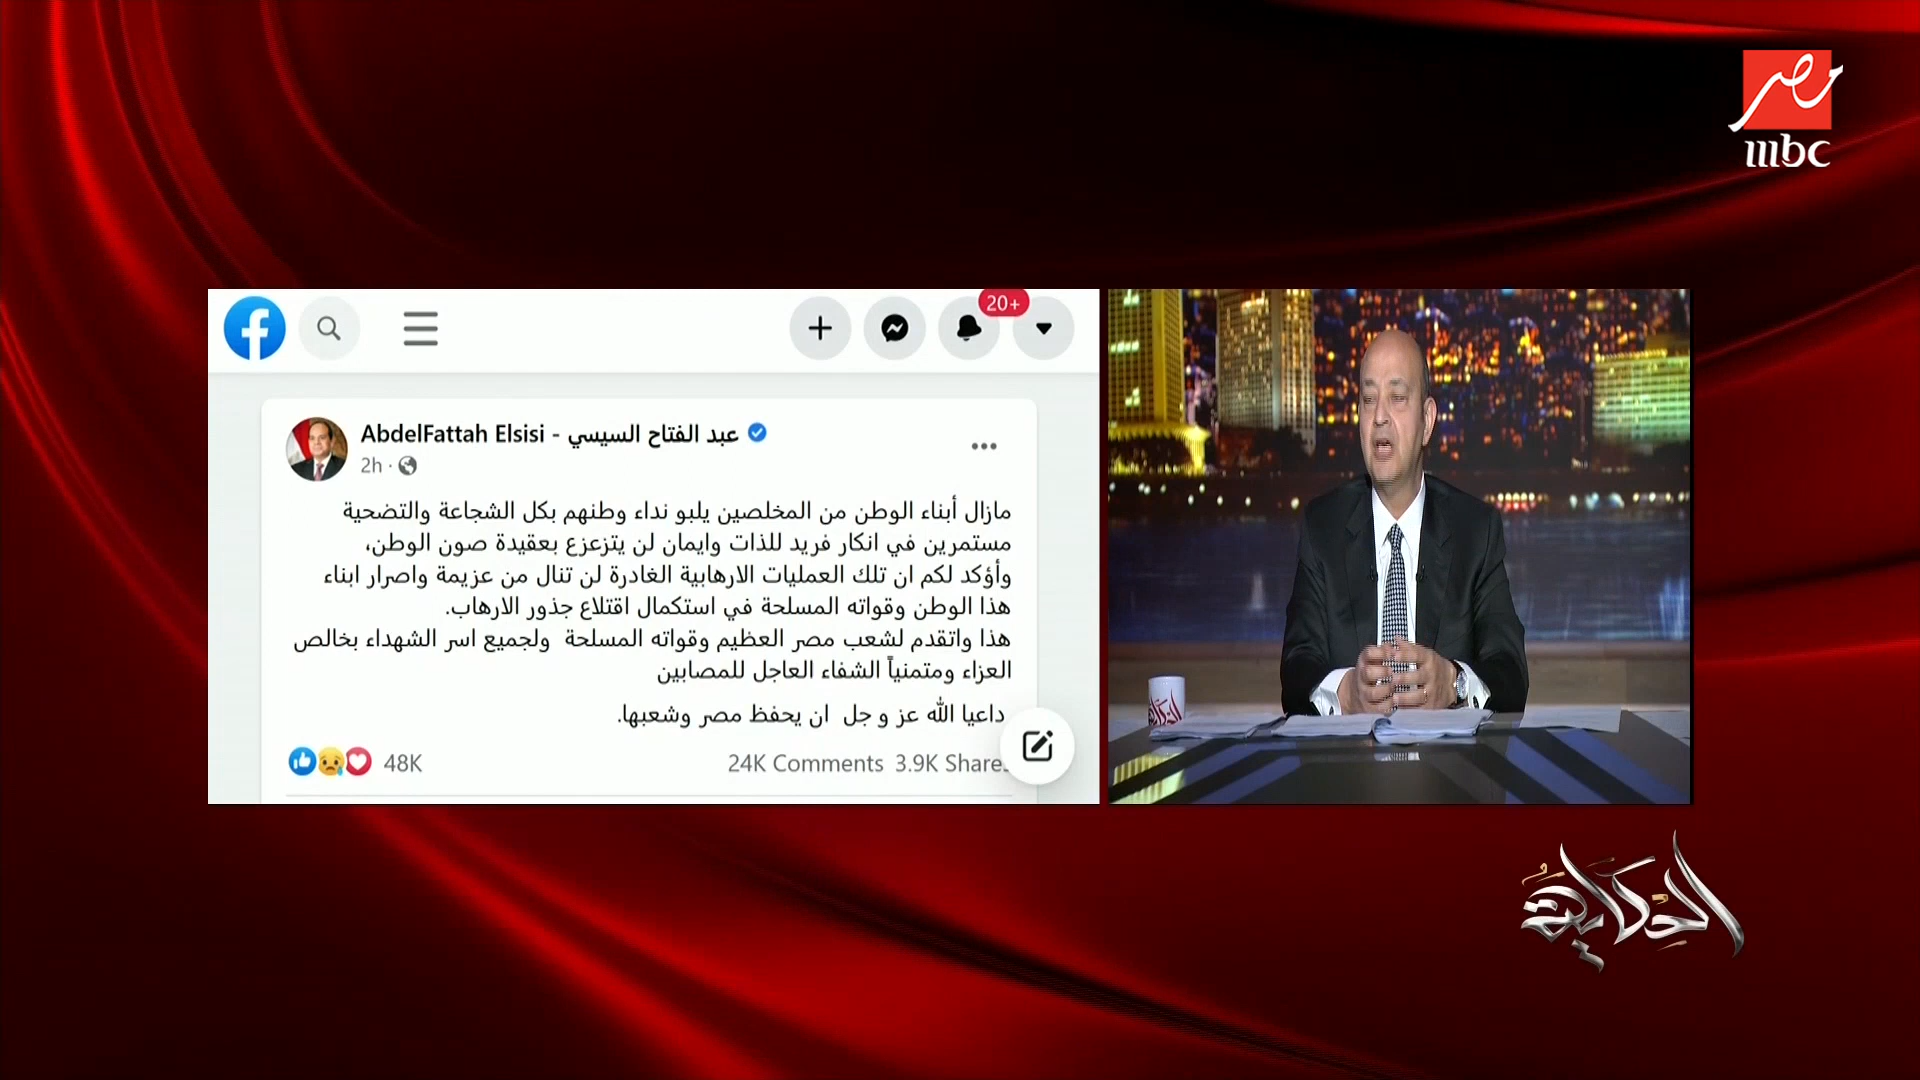 مصر
mbc
20+
AbdelFattah Elsisi - عبد الفتاح السيسي
2h ·
مازال أبناء الوطن من المخلصين يلبو نداء وطنهم بكل الشجاعة والتضحية
مستمرين في انكار فريد للذات وايمان لن يتزعزع بعقيدة صون الوطن،
وأؤكد لكم ان تلك العمليات الارهابية الغادرة لن تنال من عزيمة واصرار ابناء
هذا الوطن وقواته المسلحة في استكمال اقتلاع جذور الارهاب.
هذا واتقدم لشعب مصر العظيم وقواته المسلحة ولجميع اسر الشهداء بخالص
العزاء ومتمنياً الشفاء العاجل للمصابين
داعيا الله عز و جل ان يحفظ مصر وشعبها.
48K
24K Comments 3.9K Shares
الحكاية
الحكاية